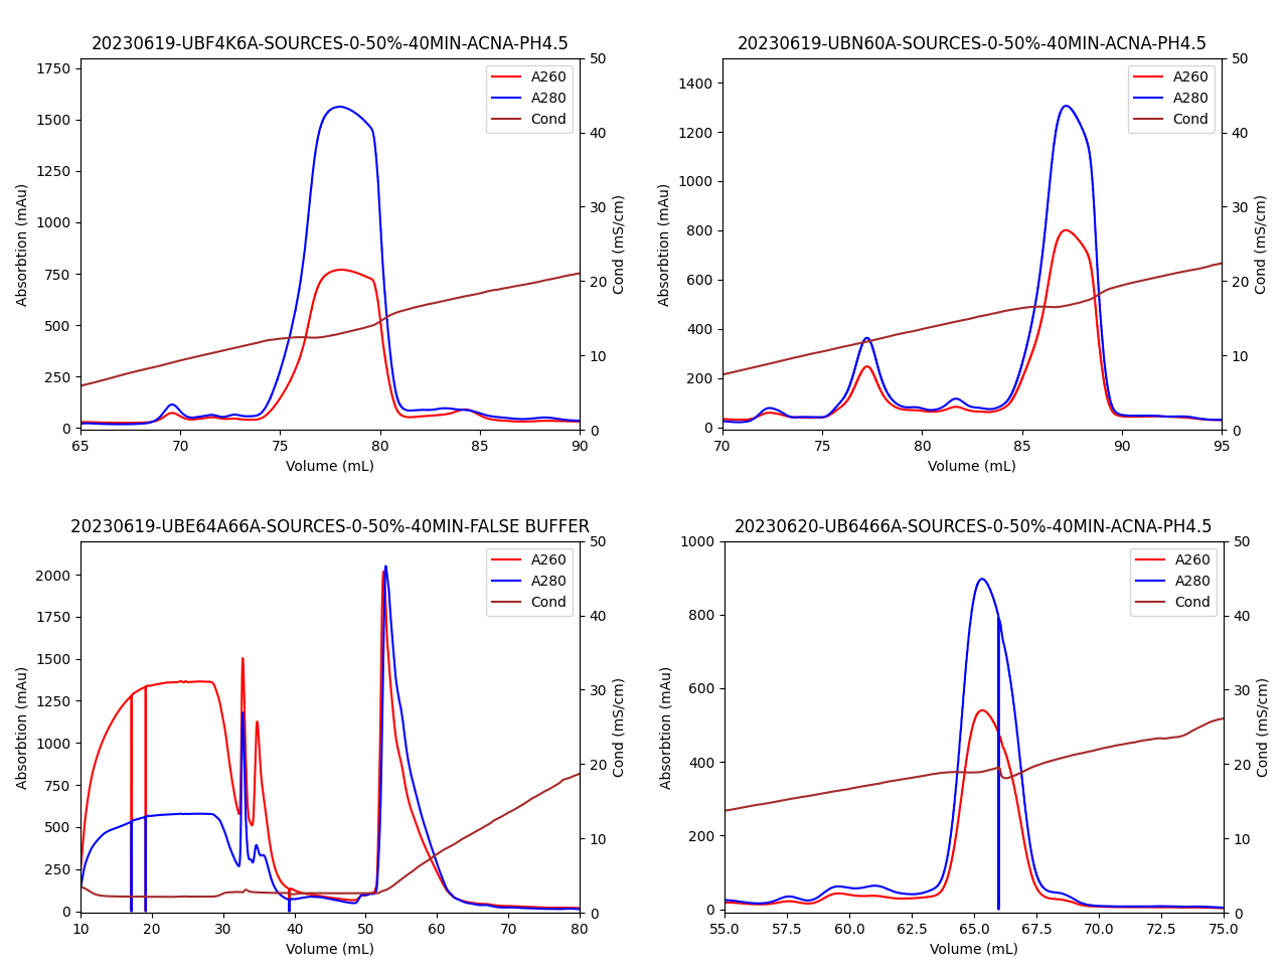 20230619-UBF4K6A-SOURCES-0-50%-40MIN-ACNA-PH4.5
Absorbtion (mAu)
1750
1500
1250
1000
750
500
250
0
65 70 75 80 85 90
Volume (mL)
50
40
30
20
10
0
Cond (mS/cm)
A260
A280
Cond
20230619-UBN60A-SOURCES-0-50%-40MIN-ACNA-PH4.5
Absorbtion (mAu)
1400
1200
1000
800
600
400
200
0
70 75 80 85 90 95
Volume (mL)
50
40
30
20
10
0
Cond (mS/cm)
A260
A280
Cond
20230619-UBE64A66A-SOURCES-0-50%-40MIN-FALSE BUFFER
Absorbtion (mAu)
2000
1750
1500
1250
1000
750
500
250
0
10 20 30 40 50 60 70 80
Volume (mL)
50
40
30
20
10
0
Cond (mS/cm)
A260
A280
Cond
20230620-UB6466A-SOURCES-0-50%-40MIN-ACNA-PH4.5
Absorbtion (mAu)
1000
800
600
400
200
0
55.0 57.5 60.0 62.5 65.0 67.5 70.0 72.5 75.0
Volume (mL)
50
40
30
20
10
0
Cond (mS/cm)
A260
A280
Cond